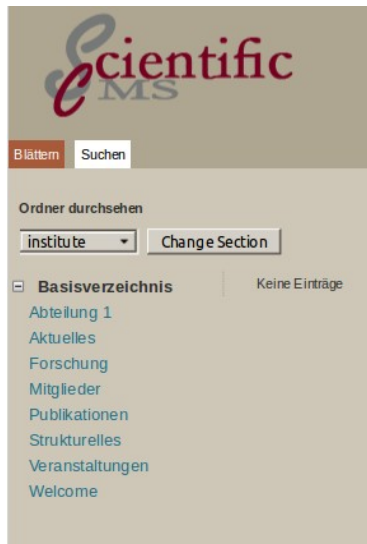 Scientific
CMS
Blättern Suchen
Ordner durchsehen
institute Change Section
Basisverzeichnis Keine Einträge
Abteilung 1
Aktuelles
Forschung
Mitglieder
Publikationen
Strukturelles
Veranstaltungen
Welcome